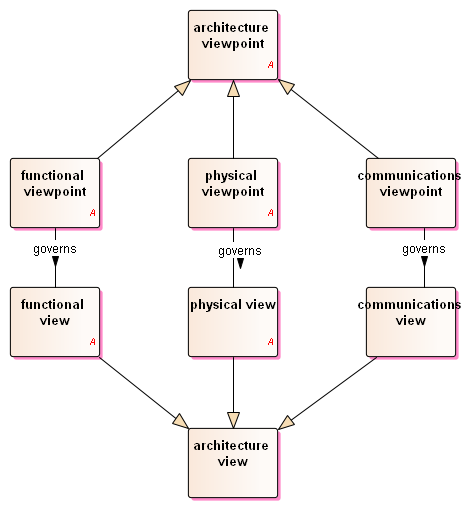 architecture
viewpoint
A
functional
viewpoint
A
physical
viewpoint
A
communications
viewpoint
governs
governs
governs
functional
view
A
physical view
A
communications
view
architecture
view